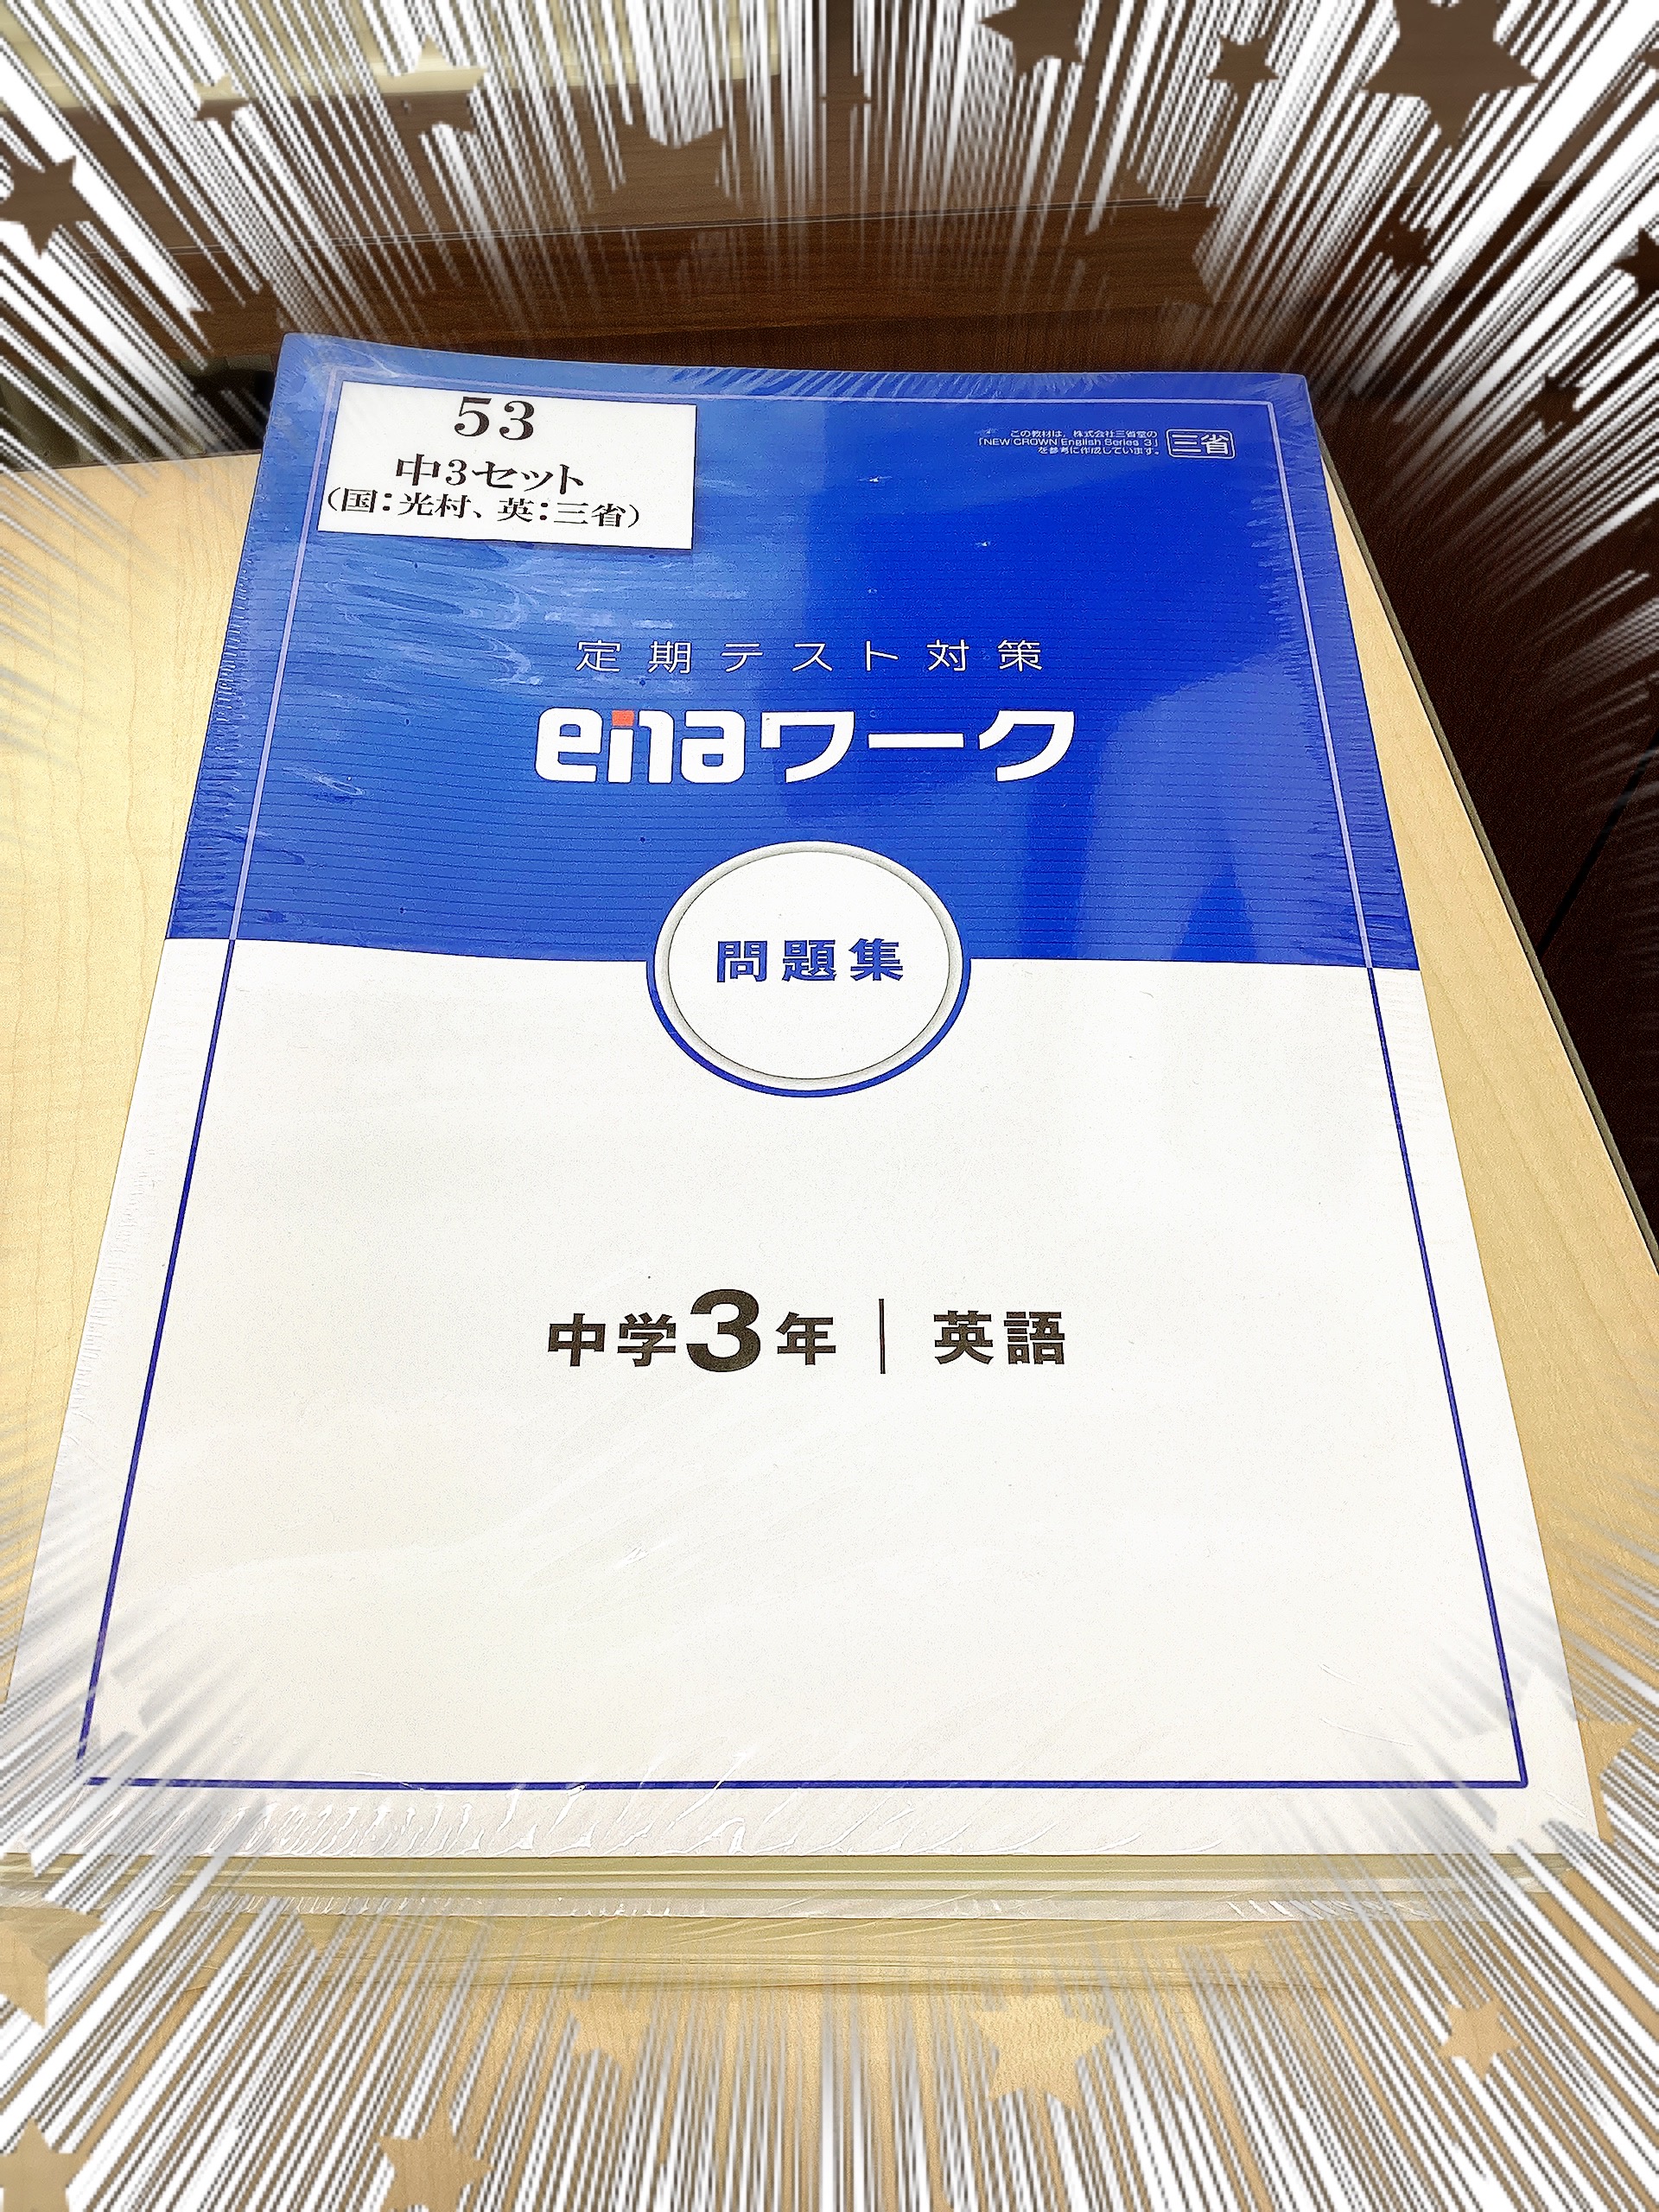 53
中3セット
(国:光村、英:三省)
この教材は、株式会社三省堂の
「NEW CROWN English Series 3」
を参考に作成しています。
三省
定期テスト対策
enaワーク
問題集
中学3年 | 英語